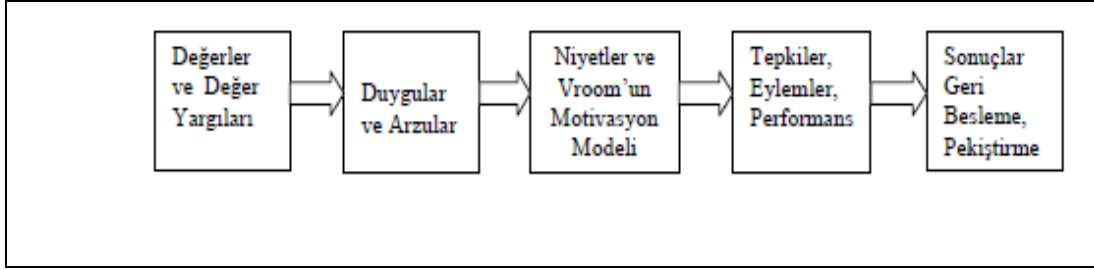 Değerler
ve Değer
Yargıları
Duygular
ve Arzular
Niyetler ve
Vroom’un
Motivasyon
Modeli
Tepkiler,
Eylemler,
Performans
Sonuçlar
Geri
Besleme,
Pekiştirme